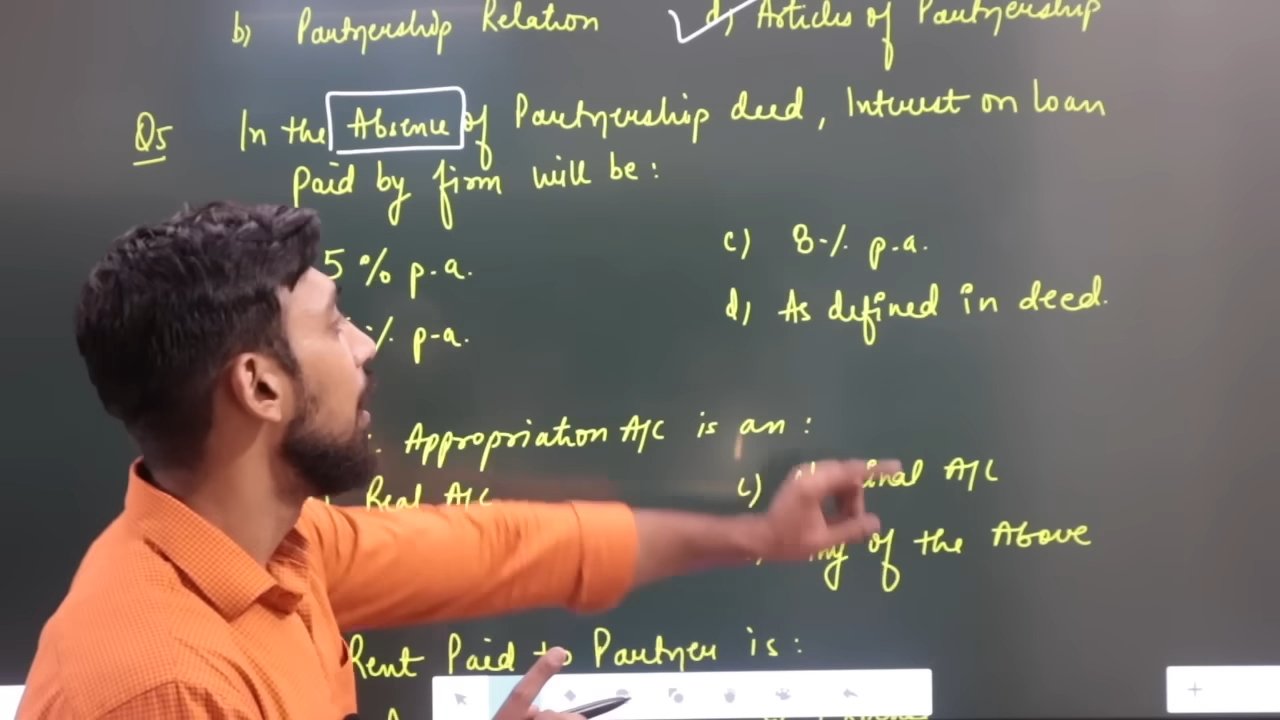 b) Partnership Relation
d) Articles of Partnership
Q5 In the Absence of Partnership deed, Interest on loan
Paid by firm will be:
5% p.a.
c) 8% p.a.
% p-a.
d) As defined in deed.
: Appropriation A/C is an:
Real A/C
c) A/C
of the Above
Rent Paid to Partner is: